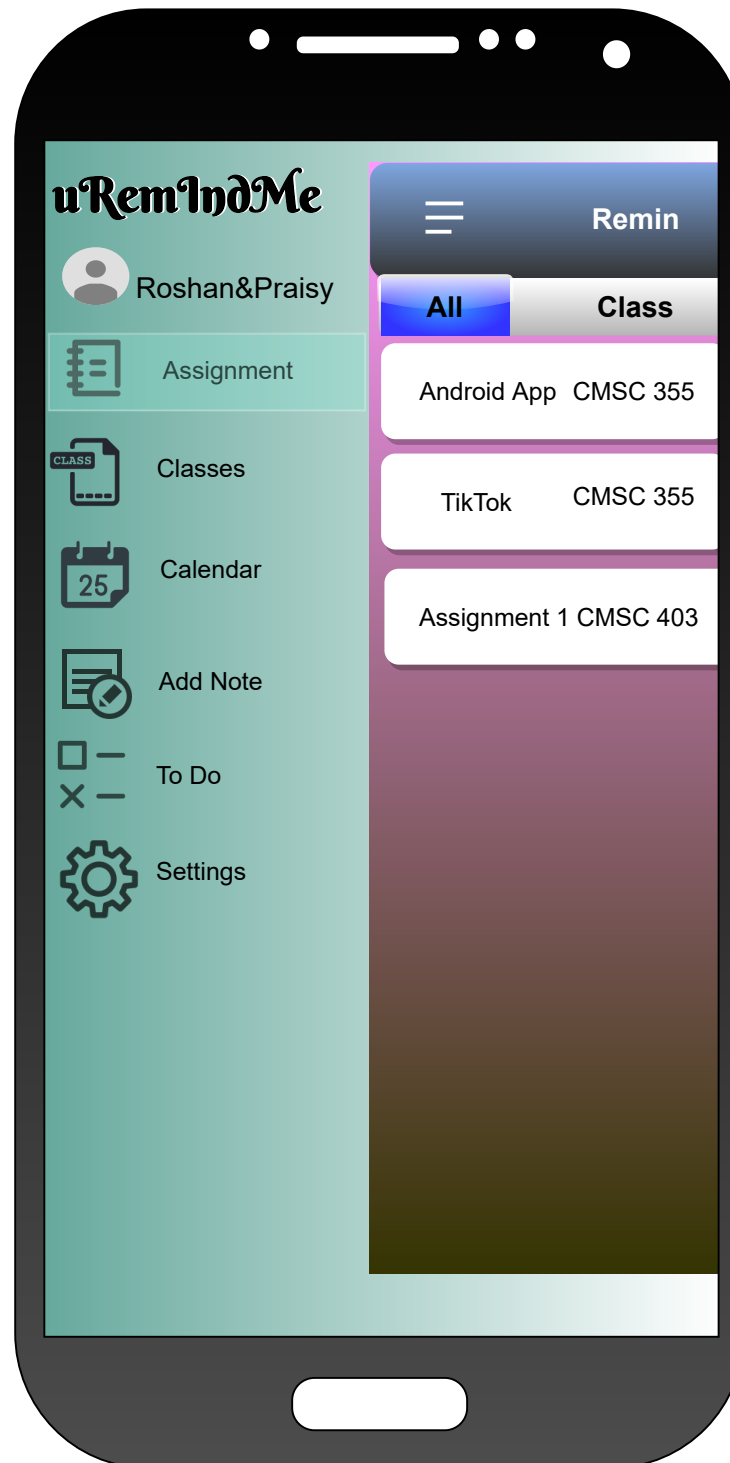 uRemIndMe
Roshan&Praisy
Assignment
CLASS
Classes
25
Calendar
Add Note
To Do
Settings
Remin
All Class
Android App CMSC 355
TikTok CMSC 355
Assignment 1 CMSC 403